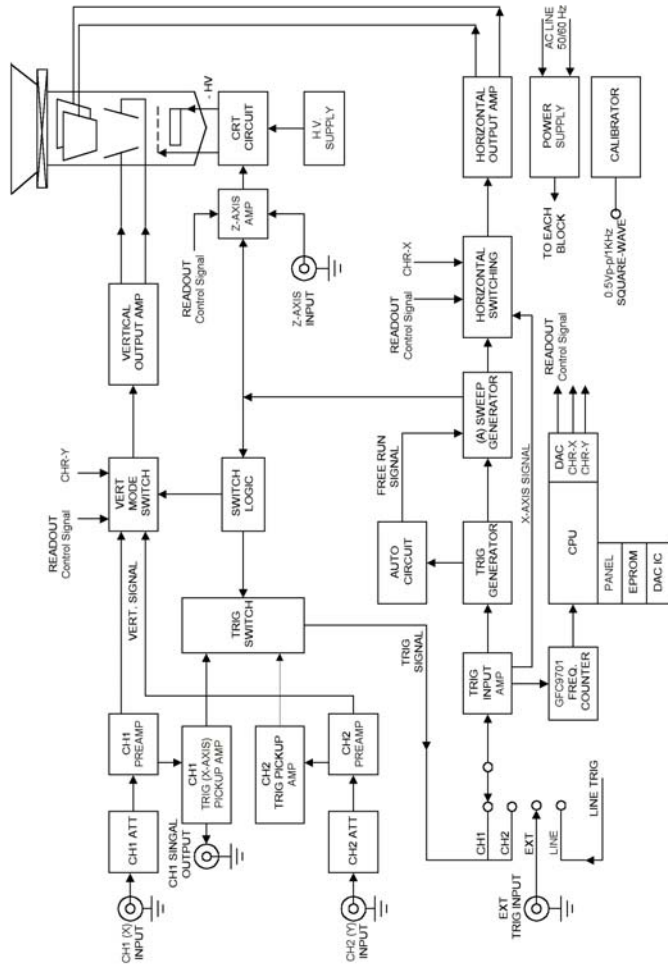 CH1 (X)
INPUT
CH1 ATT
CH1
PREAMP
VERT. SIGNAL
READOUT
Control Signal
CHR-Y
VERT
MODE
SWITCH
VERTICAL
OUTPUT AMP
CH1
TRIG (X-AXIS)
PICKUP AMP
CH1 SINGAL
OUTPUT
TRIG
SWITCH
SWITCH
LOGIC
READOUT
Control Signal
Z-AXIS
AMP
Z-AXIS
INPUT
- HV
CRT
CIRCUIT
H.V.
SUPPLY
CH2
TRIG PICKUP
AMP
CH2 (Y)
INPUT
CH2 ATT
CH2
PREAMP
TRIG
SIGNAL
AUTO
CIRCUIT
FREE RUN
SIGNAL
READOUT
Control Signal
CHR-X
CH1
CH2
EXT
LINE
EXT
TRIG INPUT
LINE TRIG
TRIG
INPUT
AMP
TRIG
GENERATOR
(A) SWEEP
GENERATOR
HORIZONTAL
SWITCHING
HORIZONTAL
OUTPUT AMP
X-AXIS SIGNAL
GFC9701
FREQ.
COUNTER
CPU
DAC
CHR-X
CHR-Y
READOUT
Control Signal
PANEL
EPROM
DAC IC
TO EACH
BLOCK
POWER
SUPPLY
AC LINE
50/60 Hz
0.5Vp-p/1KHz
SQUARE-WAVE
CALIBRATOR